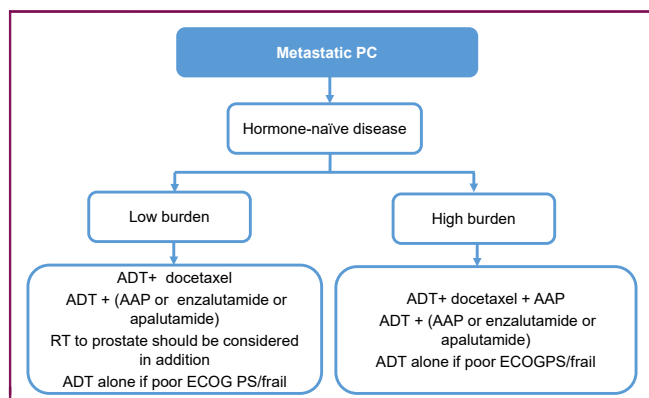 Metastatic PC
Hormone-naïve disease
Low burden
High burden
ADT+ docetaxel
ADT + (AAP or enzalutamide or
apalutamide)
RT to prostate should be considered
in addition
ADT alone if poor ECOG PS/frail
ADT+ docetaxel + AAP
ADT + (AAP or enzalutamide or
apalutamide)
ADT alone if poor ECOGPS/frail